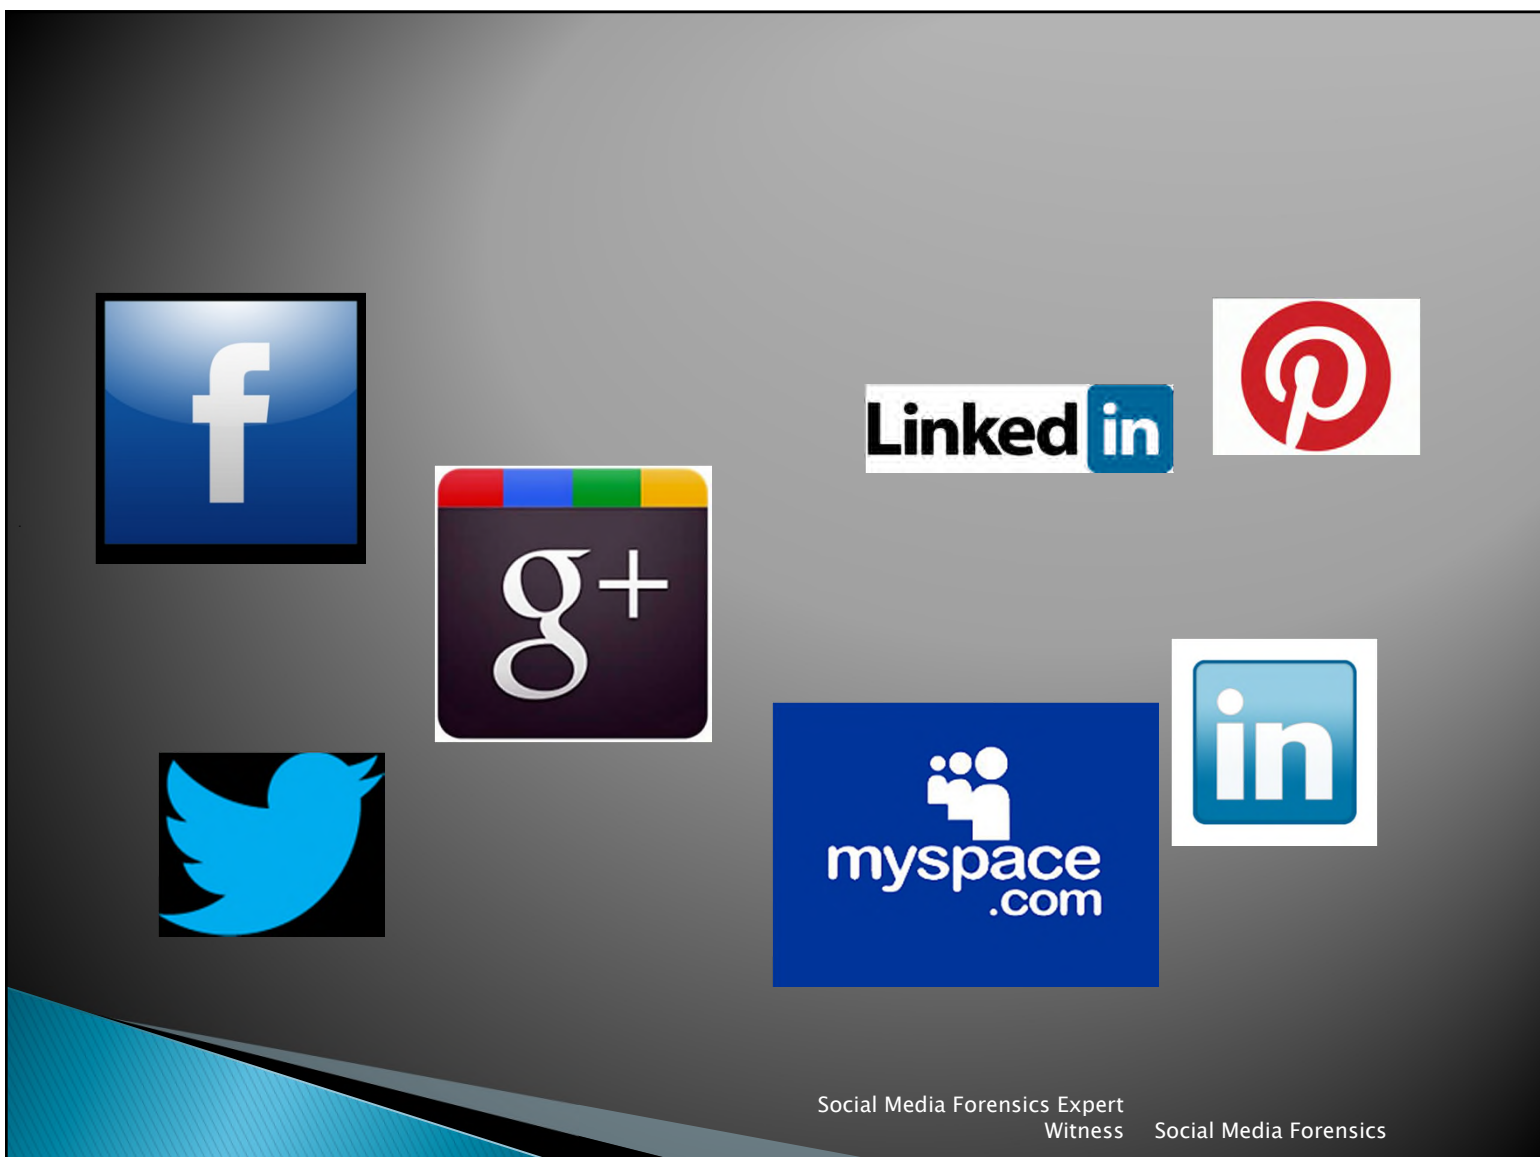 f
Linked in
g+
in
myspace
.com
Social Media Forensics Expert
Witness
Social Media Forensics